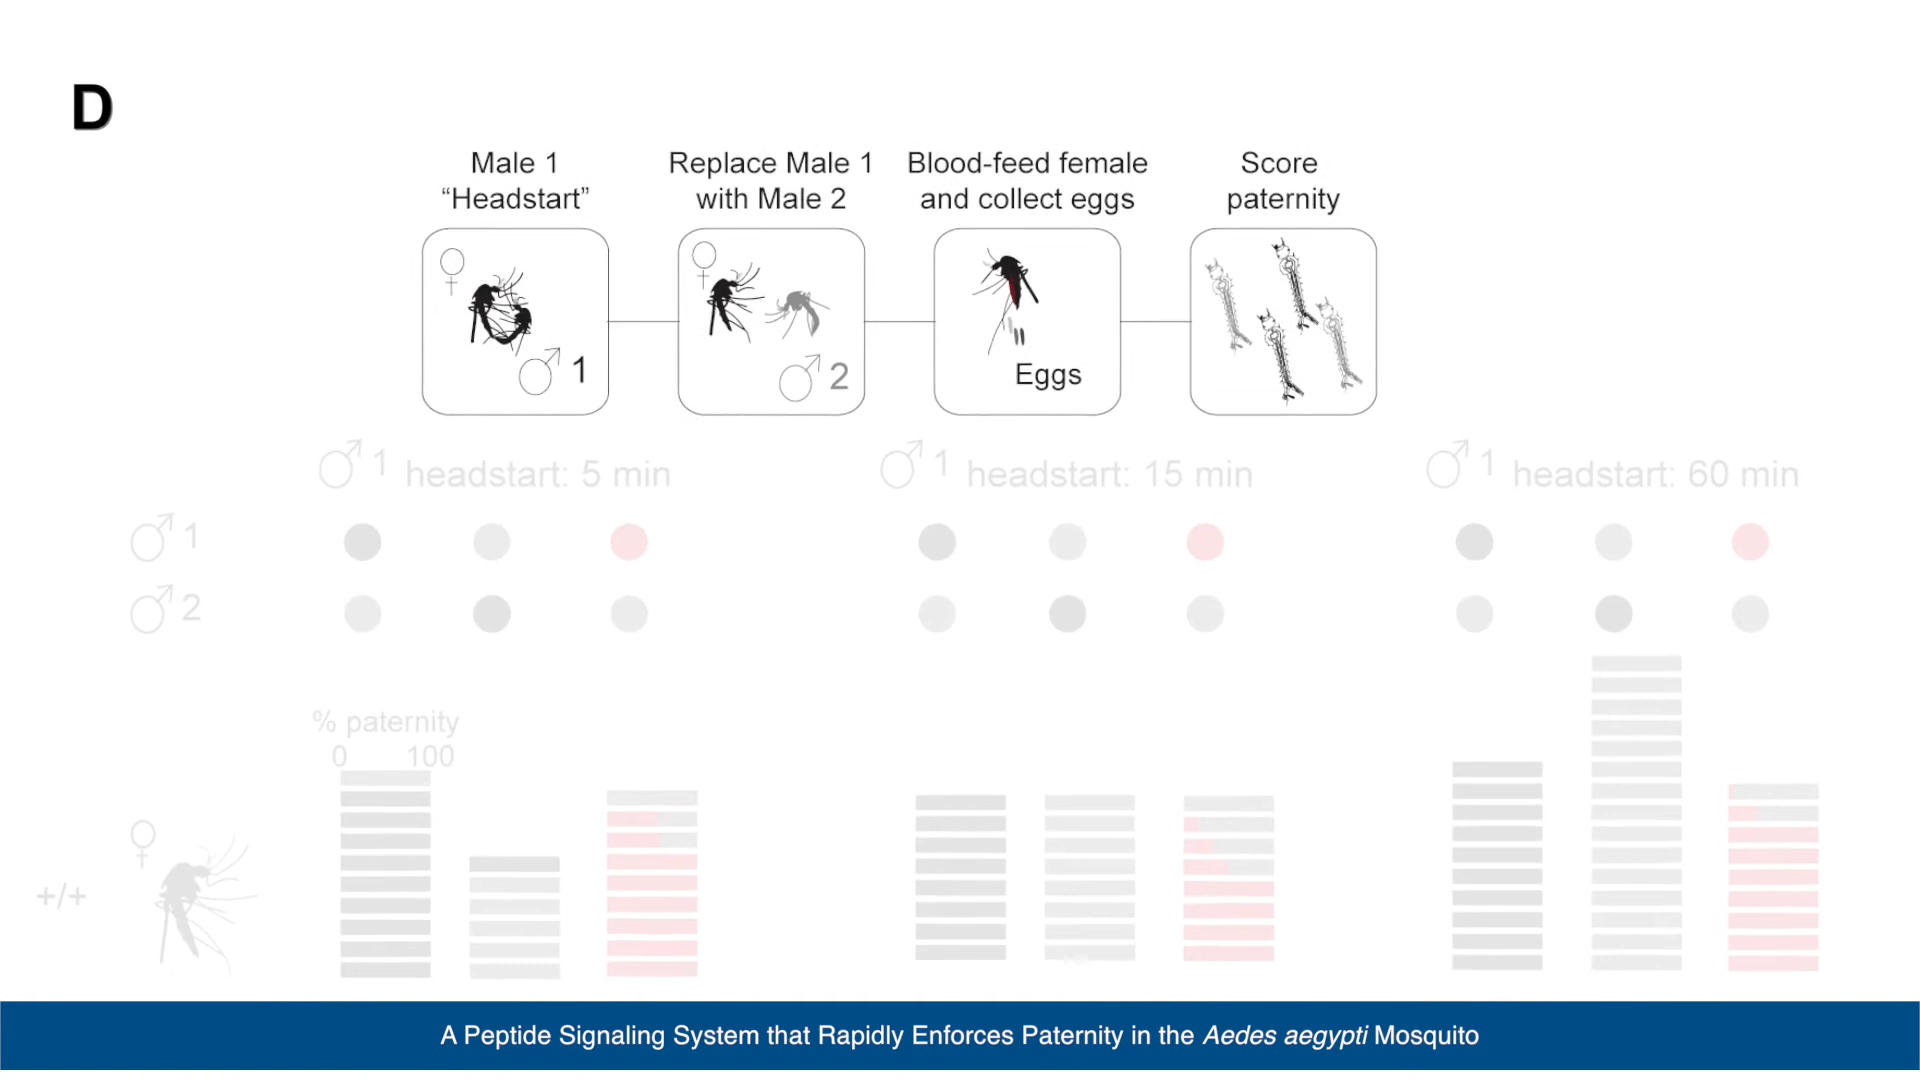 D
Male 1
“Headstart”
Replace Male 1
with Male 2
Blood-feed female
and collect eggs
Score
paternity
♀
♂ 1
♀
♂ 2
Eggs
♂ 1 headstart: 5 min
♂ 1 headstart: 15 min
♂ 1 headstart: 60 min
♂ 1
♂ 2
% paternity
0 100
♀
+/+
A Peptide Signaling System that Rapidly Enforces Paternity in the Aedes aegypti Mosquito